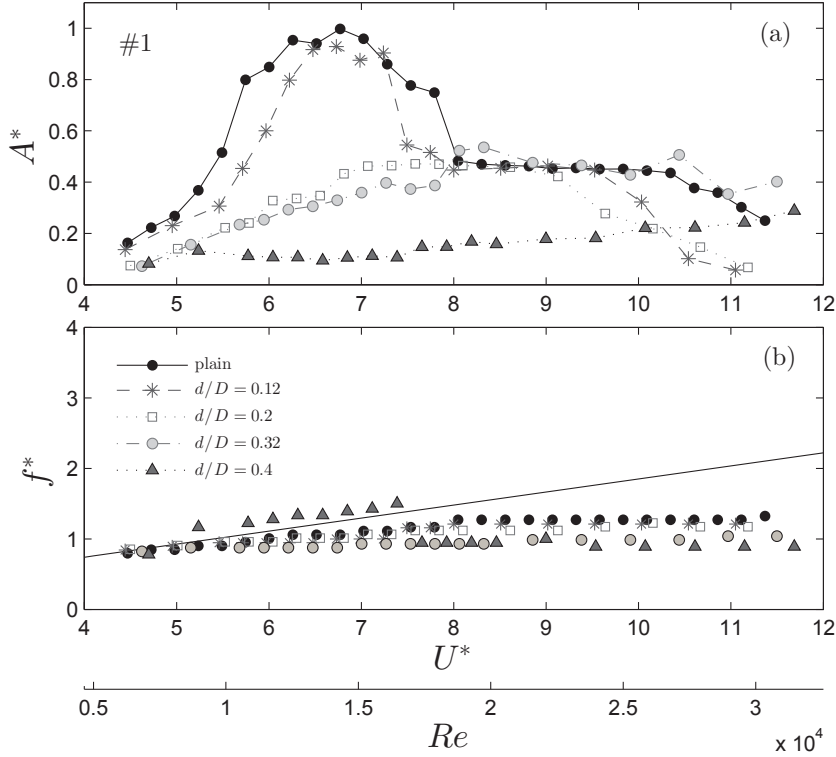 #1
(a)
A*
1
0.8
0.6
0.4
0.2
0
4 5 6 7 8 9 10 11 12
(b)
f*
4
3
2
1
0
plain
d/D = 0.12
d/D = 0.2
d/D = 0.32
d/D = 0.4
4 5 6 7 8 9 10 11 12
U*
0.5 1 1.5 2 2.5 3
Re
x 10⁴